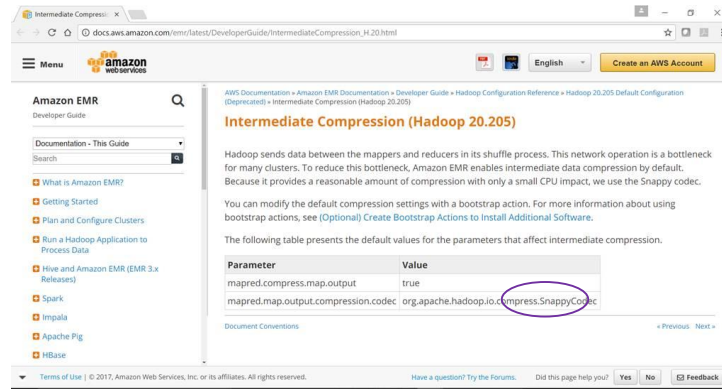 Intermediate Compressic
docs.aws.amazon.com/emr/latest/DeveloperGuide/IntermediateCompression_H20.html
Menu
amazon
webservices
English
Create an AWS Account
Amazon EMR
Developer Guide
Documentation - This Guide
Search
What is Amazon EMR?
Getting Started
Plan and Configure Clusters
Run a Hadoop Application to
Process Data
Hive and Amazon EMR (EMR 3.x
Releases)
Spark
Impala
Apache Pig
HBase
AWS Documentation » Amazon EMR Documentation » Developer Guide » Hadoop Configuration Reference » Hadoop 20.205 Default Configuration
(Deprecated) » Intermediate Compression (Hadoop 20.205)
Intermediate Compression (Hadoop 20.205)
Hadoop sends data between the mappers and reducers in its shuffle process. This network operation is a bottleneck
for many clusters. To reduce this bottleneck, Amazon EMR enables intermediate data compression by default.
Because it provides a reasonable amount of compression with only a small CPU impact, we use the Snappy codec.
You can modify the default compression settings with a bootstrap action. For more information about using
bootstrap actions, see (Optional) Create Bootstrap Actions to Install Additional Software.
The following table presents the default values for the parameters that affect intermediate compression.
Parameter Value
mapred.compress.map.output true
mapred.map.output.compression.codec org.apache.hadoop.io.compress.SnappyCodec
Document Conventions
« Previous Next »
Terms of Use | © 2017, Amazon Web Services, Inc. or its affiliates. All rights reserved.
Have a question? Try the Forums.
Did this page help you? Yes No
Feedback